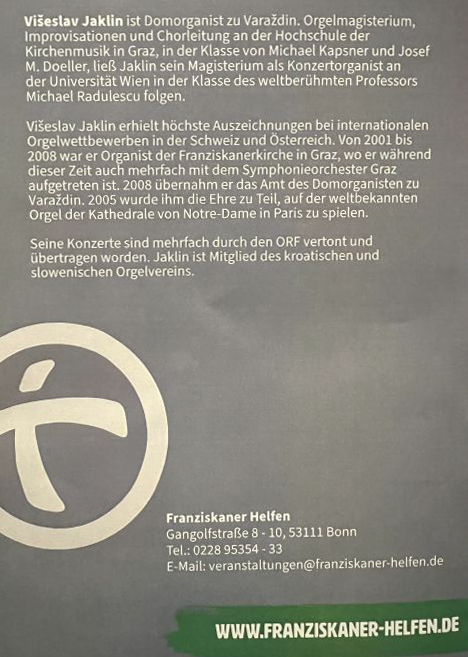 Višeslav Jaklin ist Domorganist zu Varaždin. Orgelmagisterium,
Improvisationen und Chorleitung an der Hochschule der
Kirchenmusik in Graz, in der Klasse von Michael Kapsner und Josef
M. Doeller, ließ Jaklin sein Magisterium als Konzertorganist an
der Universität Wien in der Klasse des weltberühmten Professors
Michael Radulescu folgen.
Višeslav Jaklin erhielt höchste Auszeichnungen bei internationalen
Orgelwettbewerben in der Schweiz und Österreich. Von 2001 bis
2008 war er Organist der Franziskanerkirche in Graz, wo er während
dieser Zeit auch mehrfach mit dem Symphonieorchester Graz
aufgetreten ist. 2008 übernahm er das Amt des Domorganisten zu
Varaždin. 2005 wurde ihm die Ehre zu Teil, auf der weltbekannten
Orgel der Kathedrale von Notre-Dame in Paris zu spielen.
Seine Konzerte sind mehrfach durch den ORF vertont und
übertragen worden. Jaklin ist Mitglied des kroatischen und
slowenischen Orgelvereins.
Franziskaner Helfen
Gangolfstraße 8 - 10, 53111 Bonn
Tel.: 0228 95354 - 33
E-Mail: veranstaltungen@franziskaner-helfen.de
WWW.FRANZISKANER-HELFEN.DE